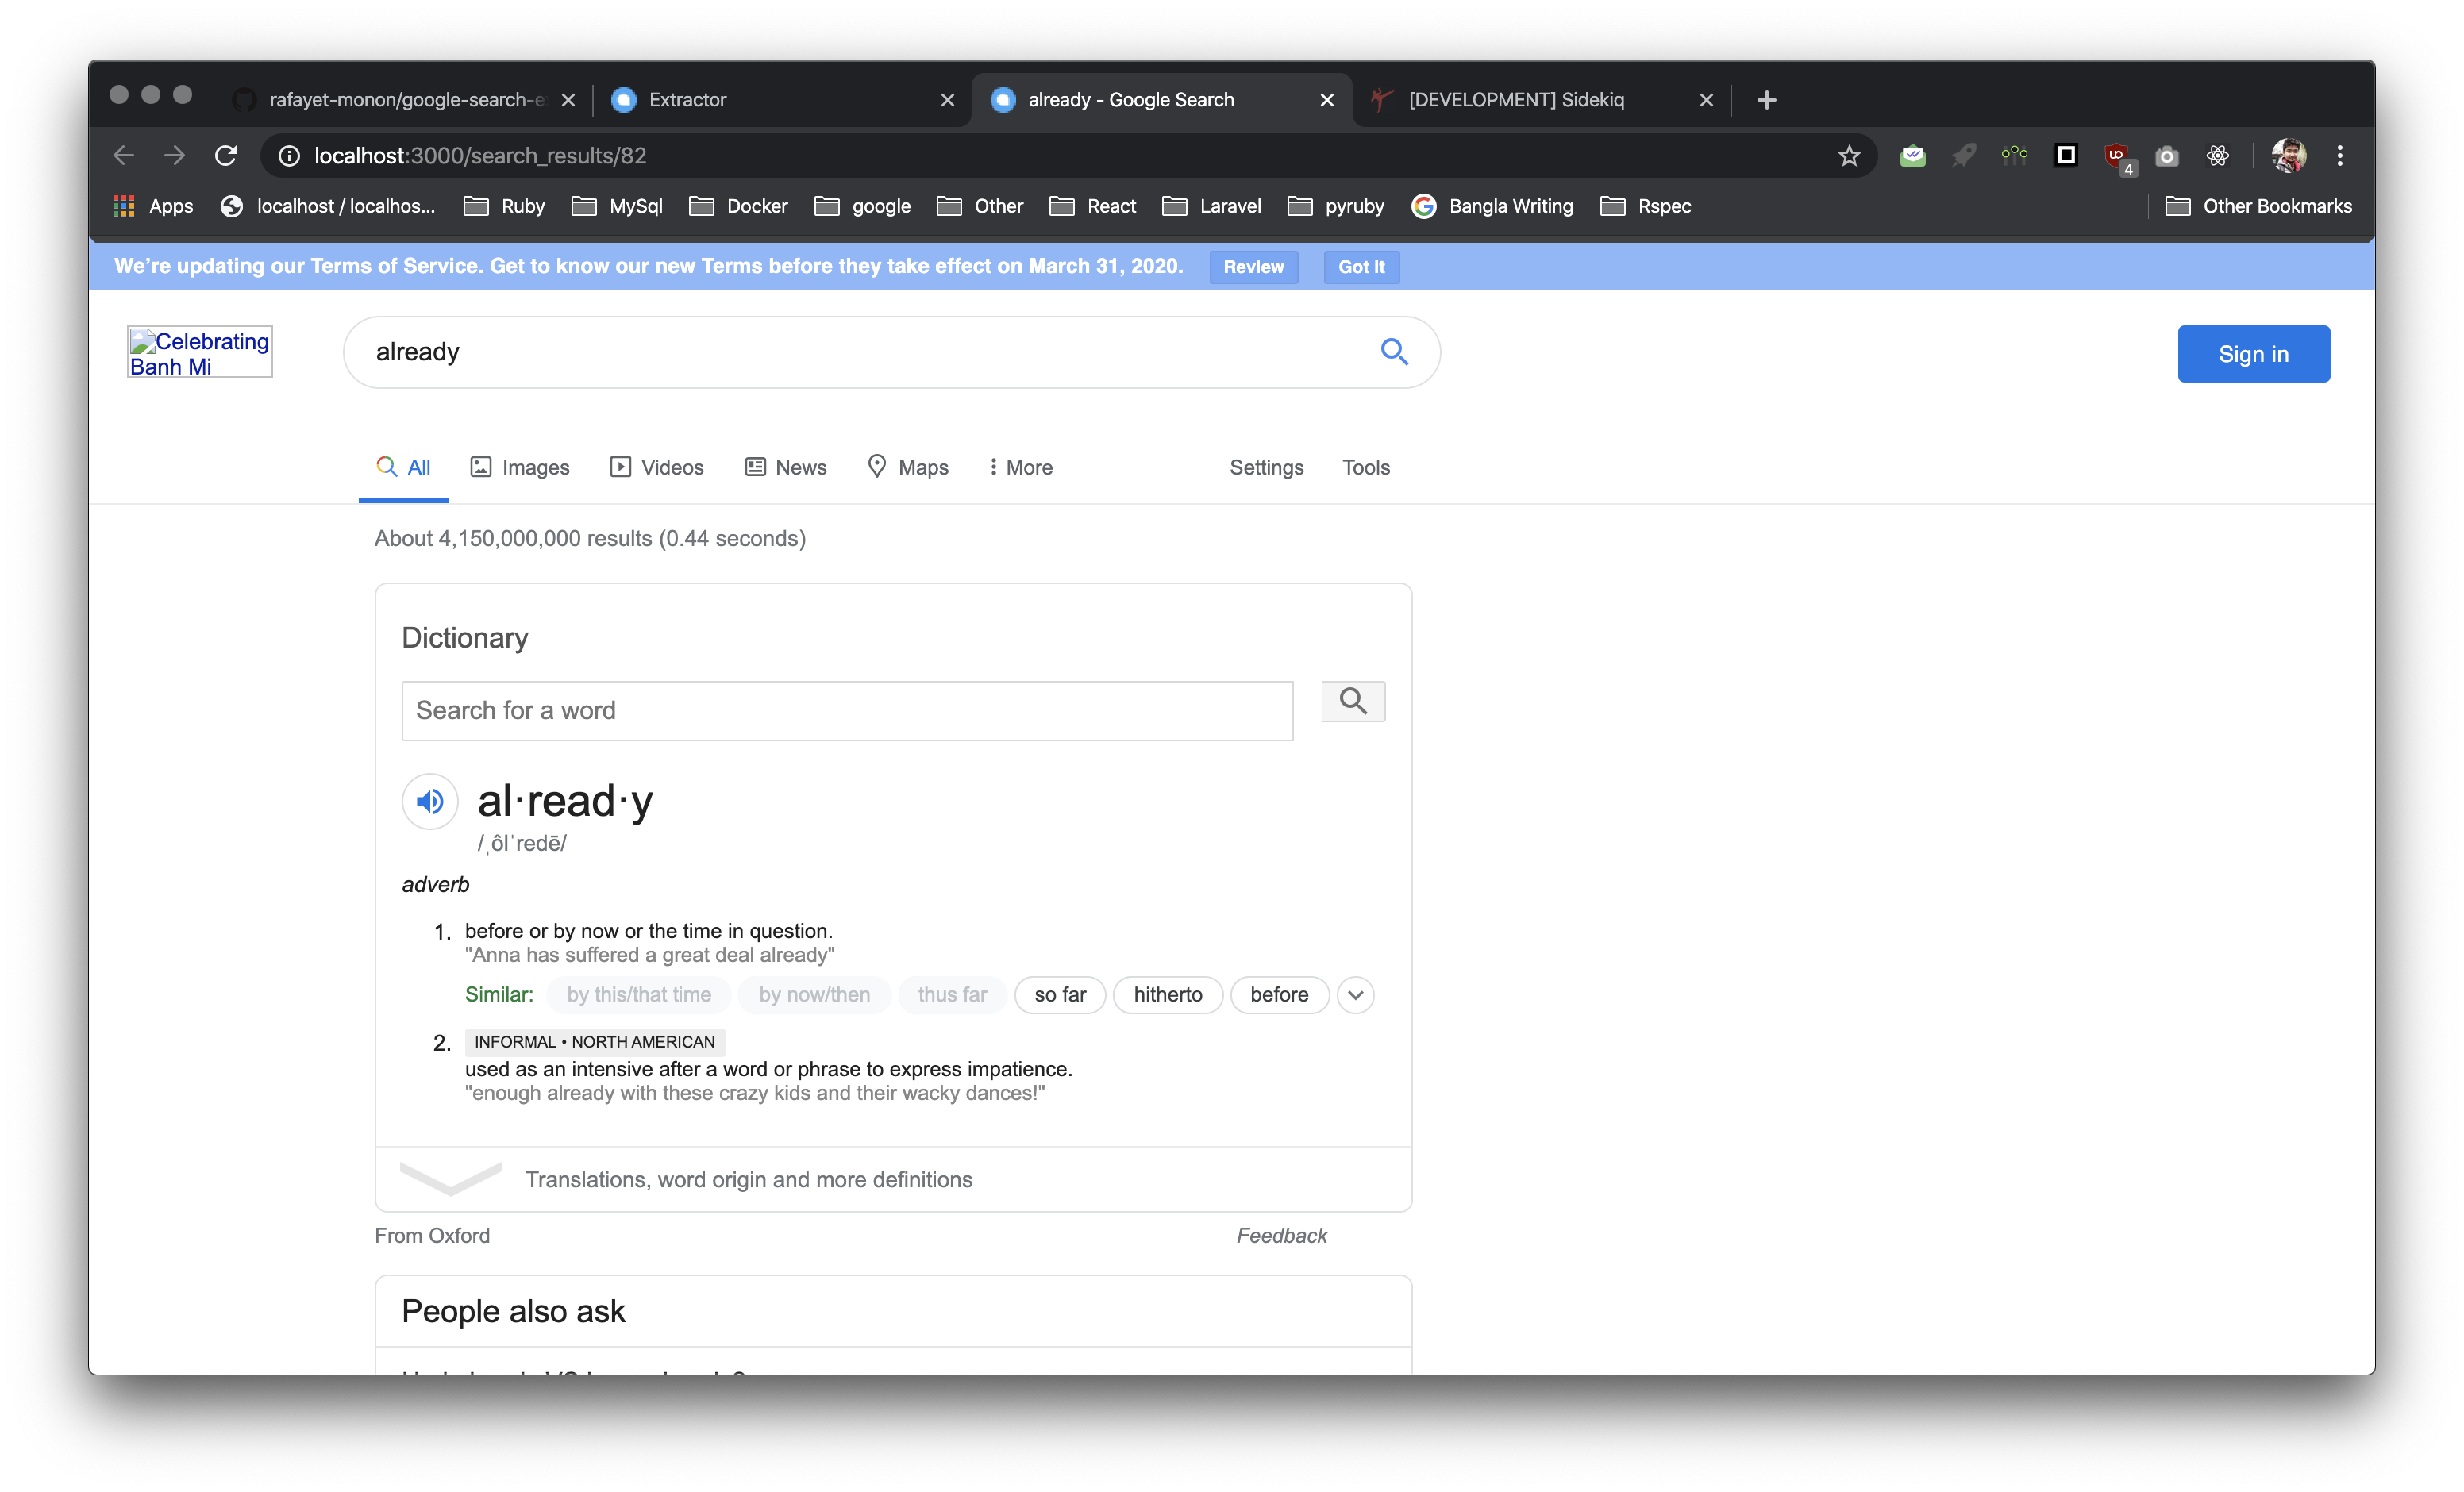 rafayet-monon/google-search-e
Extractor
already - Google Search
[DEVELOPMENT] Sidekiq
localhost:3000/search_results/82
4
Apps
localhost / localhos...
Ruby
MySql
Docker
google
Other
React
Laravel
pyruby
Bangla Writing
Rspec
Other Bookmarks
We're updating our Terms of Service. Get to know our new Terms before they take effect on March 31, 2020.
Review
Got it
Celebrating
Banh Mi
already
Sign in
All
Images
Videos
News
Maps
More
Settings
Tools
About 4,150,000,000 results (0.44 seconds)
Dictionary
Search for a word
al·read·y
/ˌôlˈredē/
adverb
1. before or by now or the time in question.
"Anna has suffered a great deal already"
Similar: by this/that time by now/then thus far so far hitherto before
2. INFORMAL • NORTH AMERICAN
used as an intensive after a word or phrase to express impatience.
"enough already with these crazy kids and their wacky dances!"
Translations, word origin and more definitions
From Oxford
Feedback
People also ask